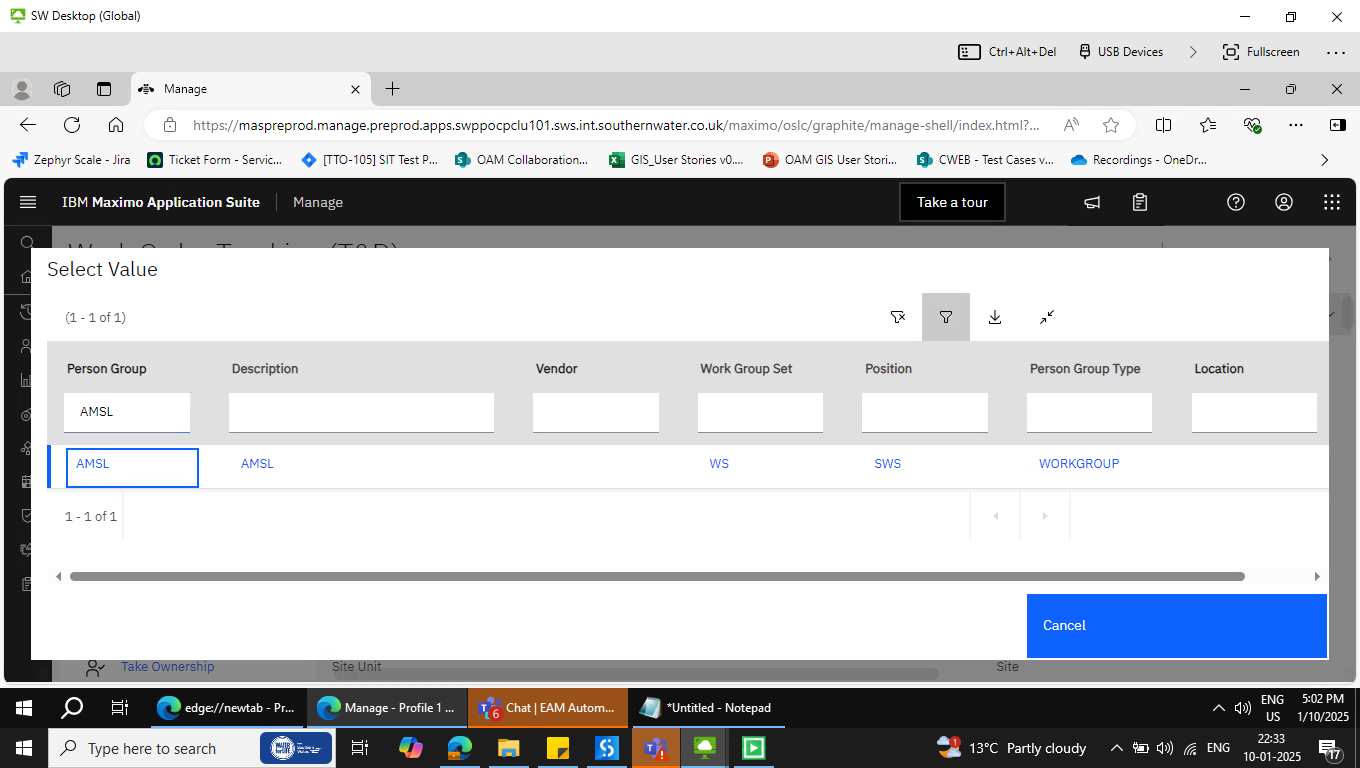 SW Desktop (Global)
Ctrl+Alt+Del USB Devices Fullscreen
Manage
https://maspreprod.manage.preprod.apps.swppocpclu101.sws.int.southernwater.co.uk/maximo/oslc/graphite/manage-shell/index.html?...
Zephyr Scale - Jira Ticket Form - Servic... [TTO-105] SIT Test P... OAM Collaboration... GIS_User Stories v0.... OAM GIS User Stori... CWEB - Test Cases v... Recordings - OneDr...
IBM Maximo Application Suite Manage Take a tour
Select Value
(1 - 1 of 1)
Person Group Description Vendor Work Group Set Position Person Group Type Location
AMSL
AMSL AMSL WS SWS WORKGROUP
1 - 1 of 1
Cancel
Take Ownership Site Unit Site
edge://newtab - Pr... Manage - Profile 1 ... 6 Chat | EAM Autom... *Untitled - Notepad ENG US 5:02 PM 1/10/2025
Type here to search 1 13°C Partly cloudy ENG 22:33 10-01-2025 17